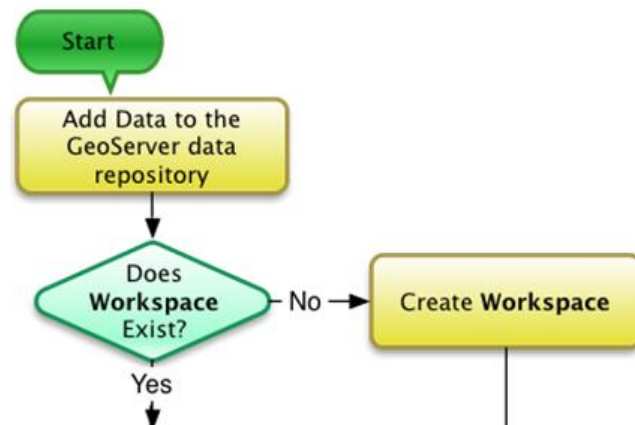 Start
Add Data to the
GeoServer data
repository
Does
Workspace
Exist?
No
Create Workspace
Yes